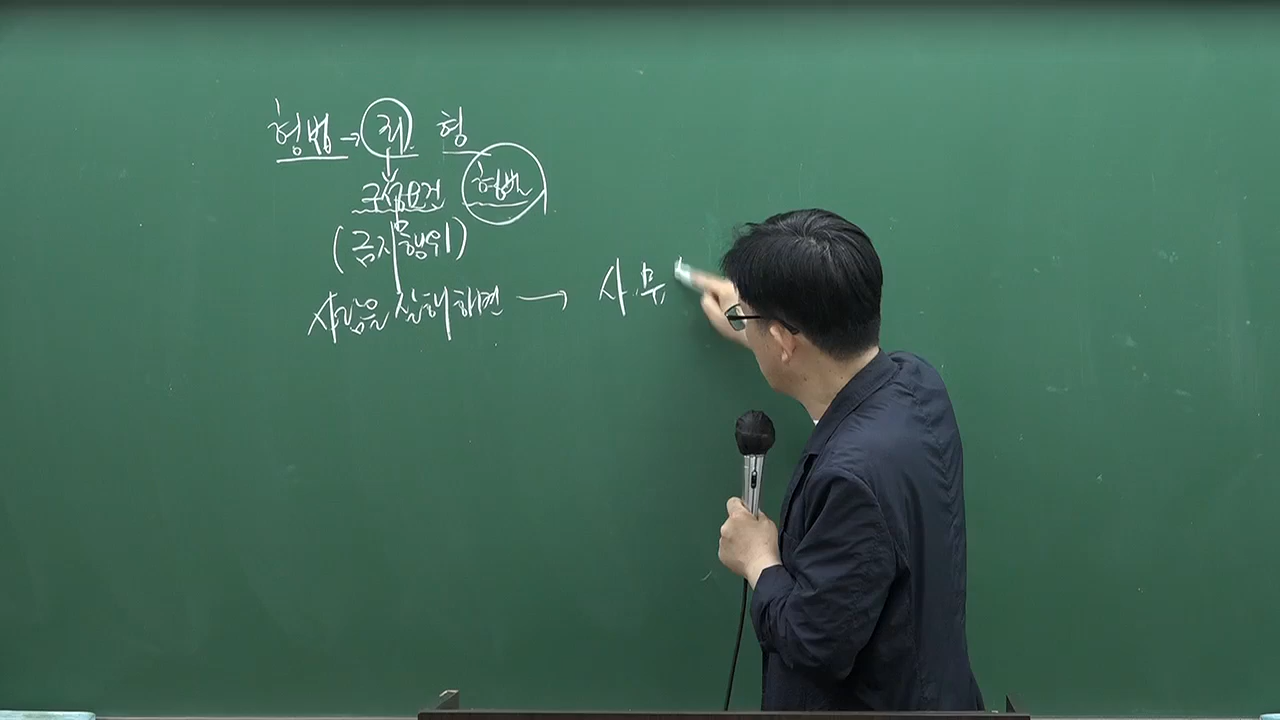 형법 → 죄 형
구성요건 형벌
(금지행위)
사람을 살해하면 → 사, 무,